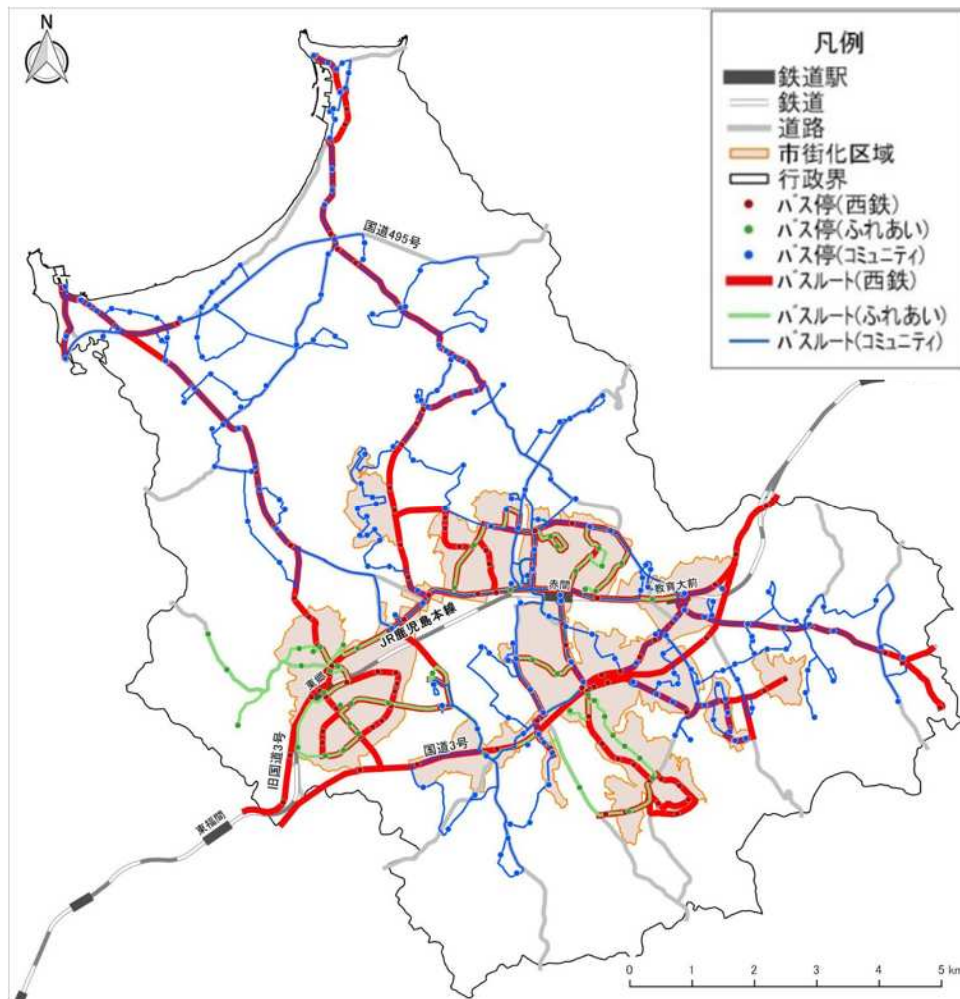 N
凡例
鉄道駅
鉄道
道路
市街化区域
行政界
バス停(西鉄)
バス停(ふれあい)
バス停(コミュニティ)
バスルート(西鉄)
バスルート(ふれあい)
バスルート(コミュニティ)
国道495号
赤間
教育大前
JR鹿児島本線
東郷
国道3号
旧国道3号
東福間
0 1 2 3 4 5 km